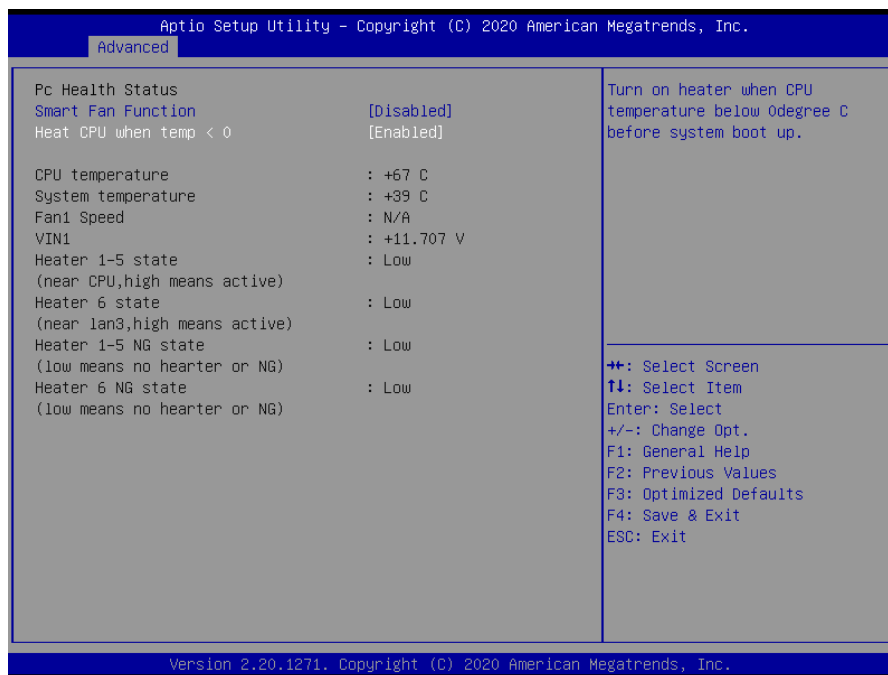 Aptio Setup Utility – Copyright (C) 2020 American Megatrends, Inc.
Advanced
Pc Health Status
Smart Fan Function [Disabled]
Heat CPU when temp < 0 [Enabled]
CPU temperature : +67 C
System temperature : +39 C
Fan1 Speed : N/A
VIN1 : +11.707 V
Heater 1-5 state : Low
(near CPU,high means active)
Heater 6 state : Low
(near lan3,high means active)
Heater 1-5 NG state : Low
(low means no hearter or NG)
Heater 6 NG state : Low
(low means no hearter or NG)
Turn on heater when CPU
temperature below 0degree C
before system boot up.
→←: Select Screen
↑↓: Select Item
Enter: Select
+/-: Change Opt.
F1: General Help
F2: Previous Values
F3: Optimized Defaults
F4: Save & Exit
ESC: Exit
Version 2.20.1271. Copyright (C) 2020 American Megatrends, Inc.